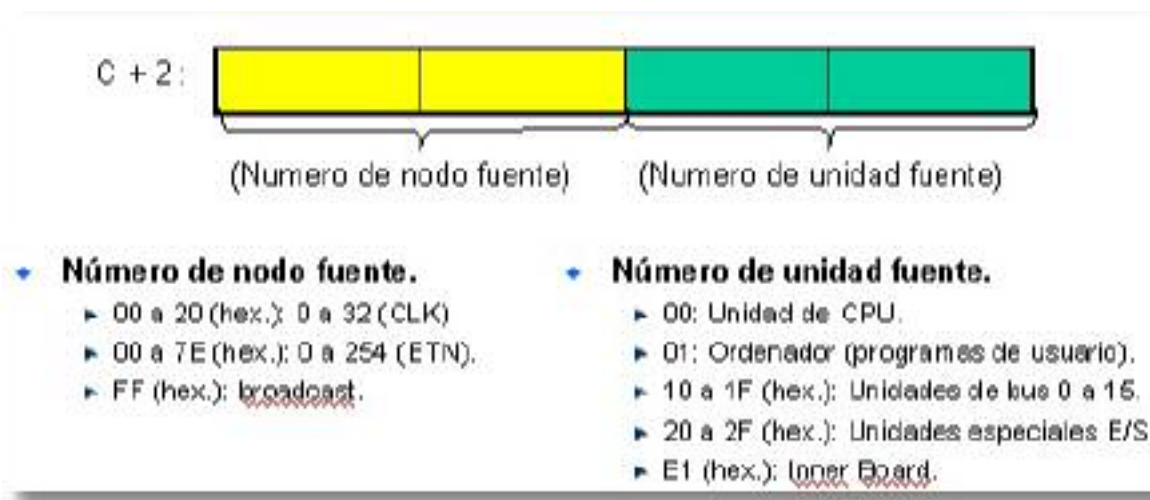 C + 2 :
(Numero de nodo fuente)
(Numero de unidad fuente)
Número de nodo fuente.
00 a 20 (hex.): 0 a 32 (CLK)
00 a 7E (hex.): 0 a 254 (ETN).
FF (hex.): broadcast.
Número de unidad fuente.
00: Unidad de CPU.
01: Ordenador (programas de usuario).
10 a 1F (hex.): Unidades de bus 0 a 15.
20 a 2F (hex.): Unidades especiales E/S
E1 (hex.): Inner Board.